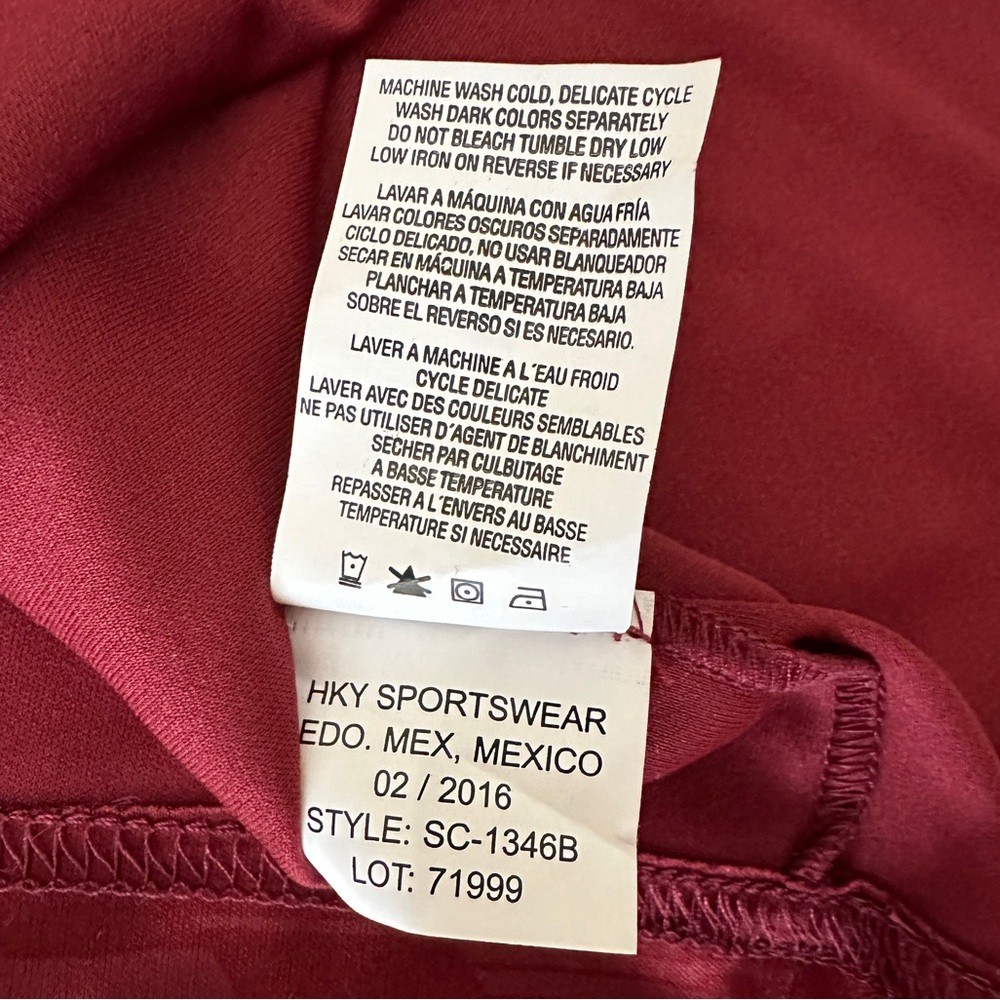 MACHINE WASH COLD, DELICATE CYCLE
WASH DARK COLORS SEPARATELY
DO NOT BLEACH TUMBLE DRY LOW
LOW IRON ON REVERSE IF NECESSARY
LAVAR A MÁQUINA CON AGUA FRÍA
LAVAR COLORES OSCUROS SEPARADAMENTE
CICLO DELICADO, NO USAR BLANQUEADOR
SECAR EN MÁQUINA A TEMPERATURA BAJA
PLANCHAR A TEMPERATURA BAJA
SOBRE EL REVERSO SI ES NECESARIO.
LAVER A MACHINE A L´EAU FROID
CYCLE DELICATE
LAVER AVEC DES COULEURS SEMBLABLES
NE PAS UTILISER D´AGENT DE BLANCHIMENT
SECHER PAR CULBUTAGE
A BASSE TEMPERATURE
REPASSER A L´ENVERS AU BASSE
TEMPERATURE SI NECESSAIRE
HKY SPORTSWEAR
EDO. MEX, MEXICO
02 / 2016
STYLE: SC-1346B
LOT: 71999